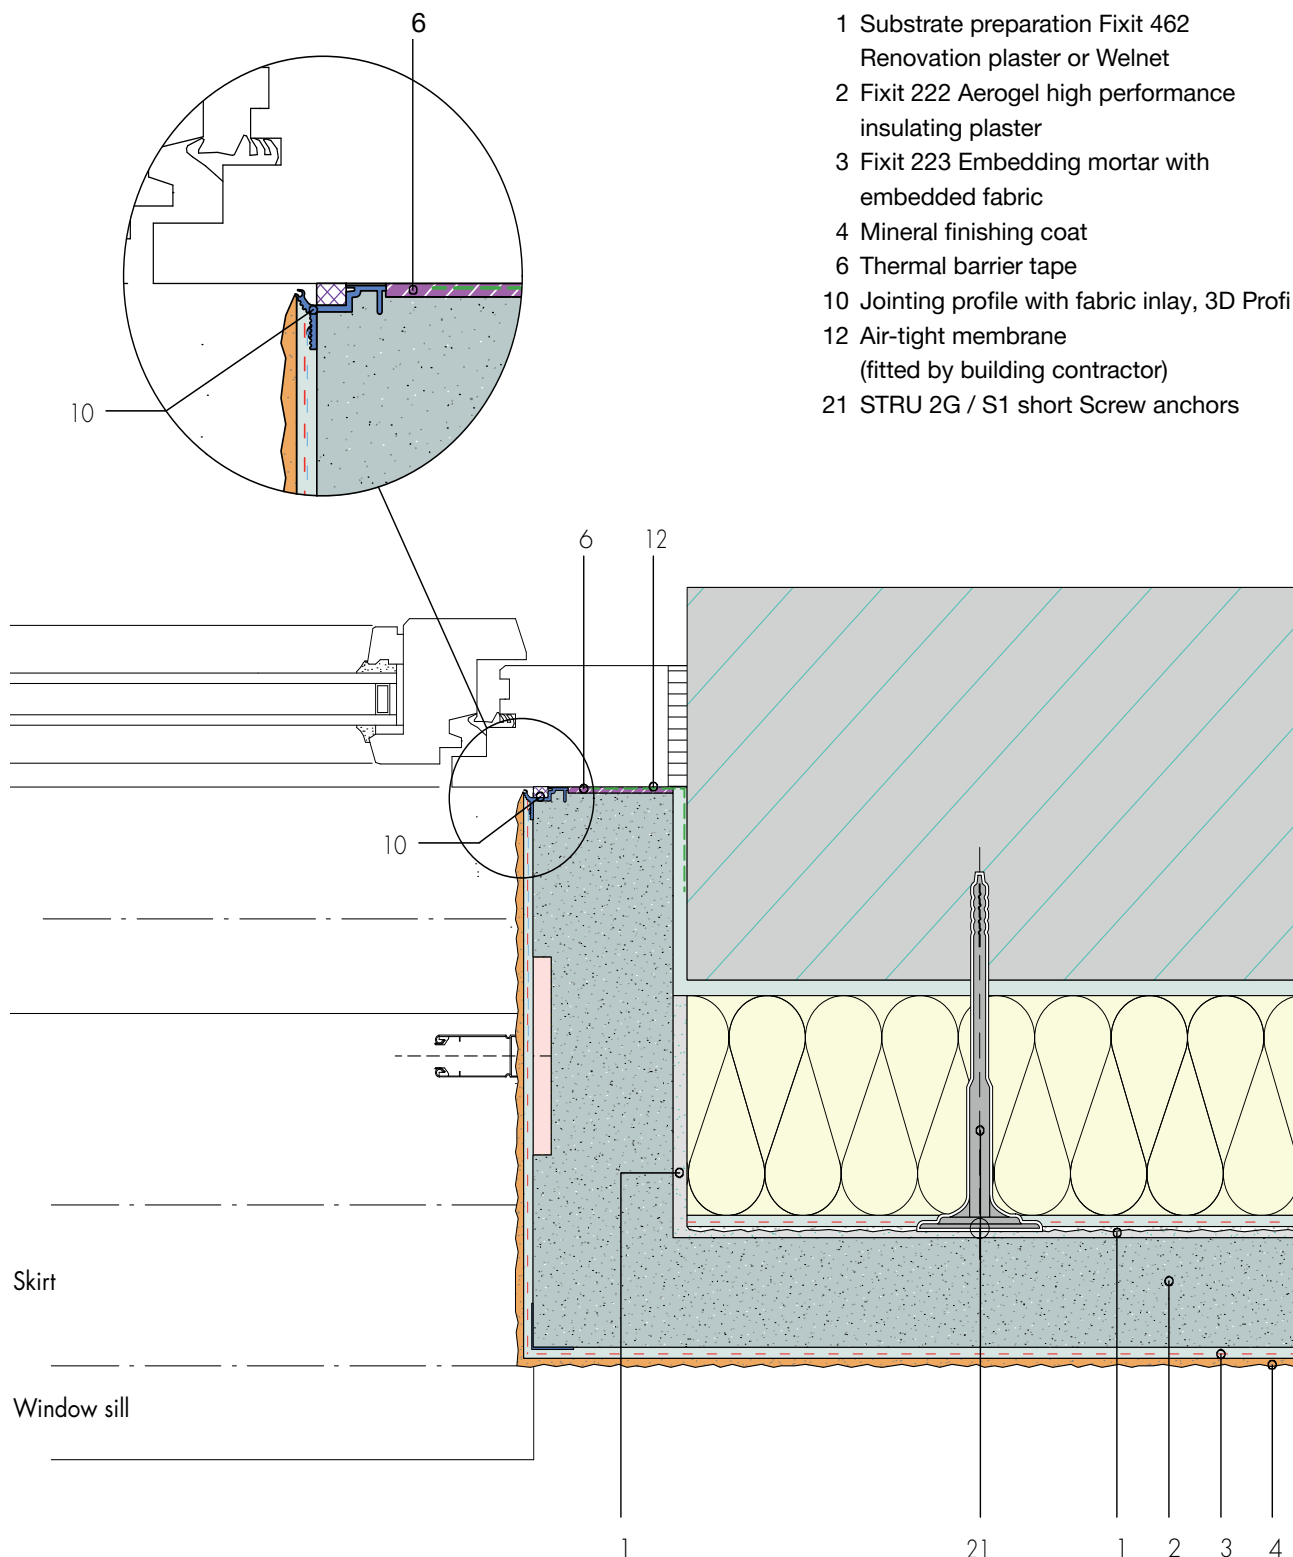 6
1 Substrate preparation Fixit 462
Renovation plaster or Welnet
2 Fixit 222 Aerogel high performance
insulating plaster
3 Fixit 223 Embedding mortar with
embedded fabric
4 Mineral finishing coat
6 Thermal barrier tape
10 Jointing profile with fabric inlay, 3D Profi
12 Air-tight membrane
(fitted by building contractor)
21 STRU 2G / S1 short Screw anchors
10
6 12
10
Skirt
Window sill
1 21 1 2 3 4